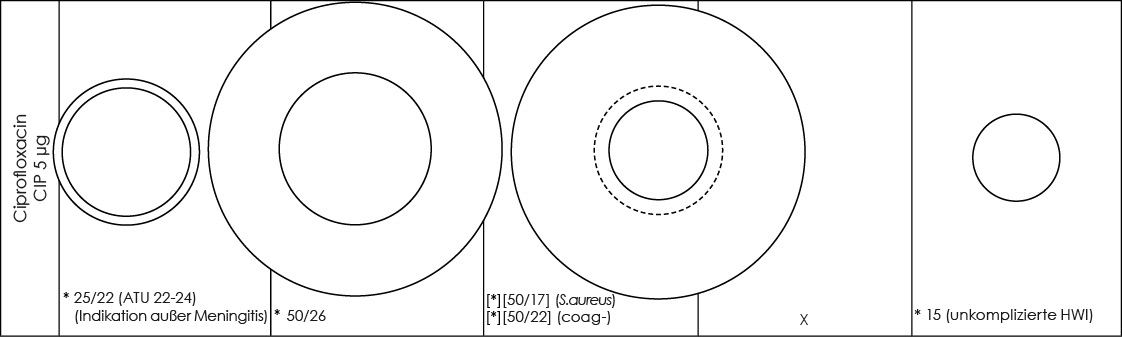 Ciprofloxacin
CIP 5 µg
* 25/22 (ATU 22-24)
(Indikation außer Meningitis)
* 50/26
[*][50/17] (S.aureus)
[*][50/22] (coag-)
X
* 15 (unkomplizierte HWI)